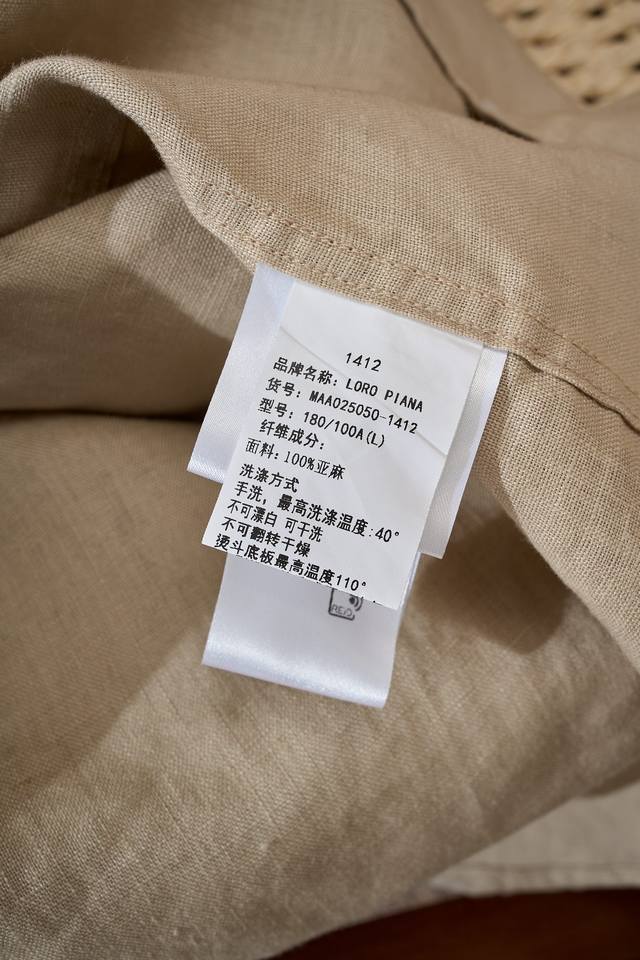 1412
品牌名称: LORO PIANA
货号: MAA025050-1412
型号: 180/100A(L)
纤维成分:
面料: 100%亚麻
洗涤方式
手洗, 最高洗涤温度:40°
不可漂白 可干洗
不可翻转干燥
熨斗底板最高温度110°